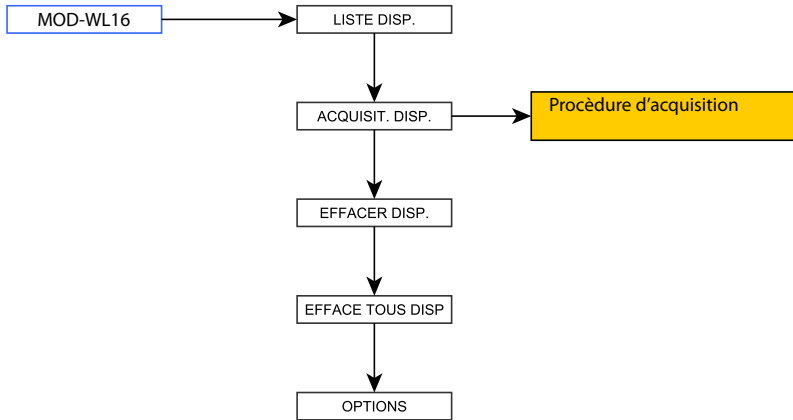 MOD-WL16
LISTE DISP.
ACQUISIT. DISP.
Procèdure d’acquisition
EFFACER DISP.
EFFACE TOUS DISP
OPTIONS